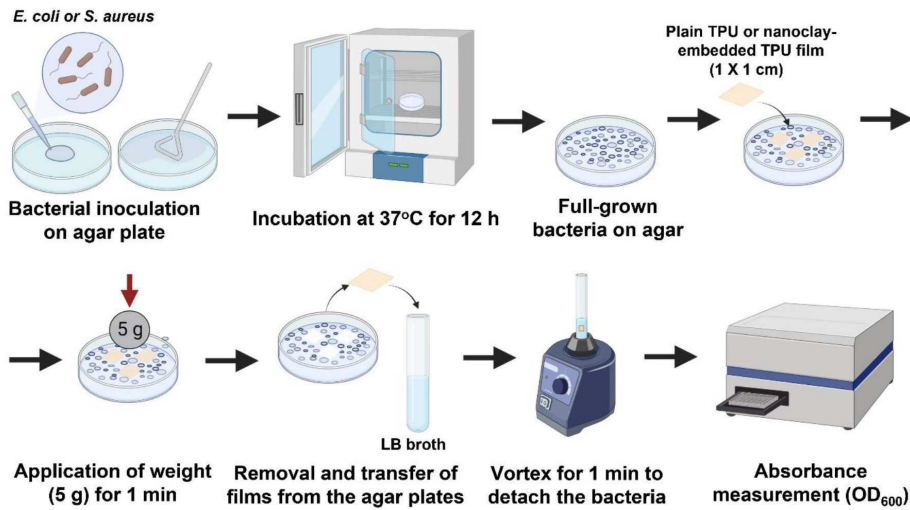 E. coli or S. aureus
Bacterial inoculation
on agar plate
Incubation at 37°C for 12 h
Full-grown
bacteria on agar
Plain TPU or nanoclay-
embedded TPU film
(1 X 1 cm)
5 g
Application of weight
(5 g) for 1 min
LB broth
Removal and transfer of
films from the agar plates
Vortex for 1 min to
detach the bacteria
Absorbance
measurement (OD₆₀₀)